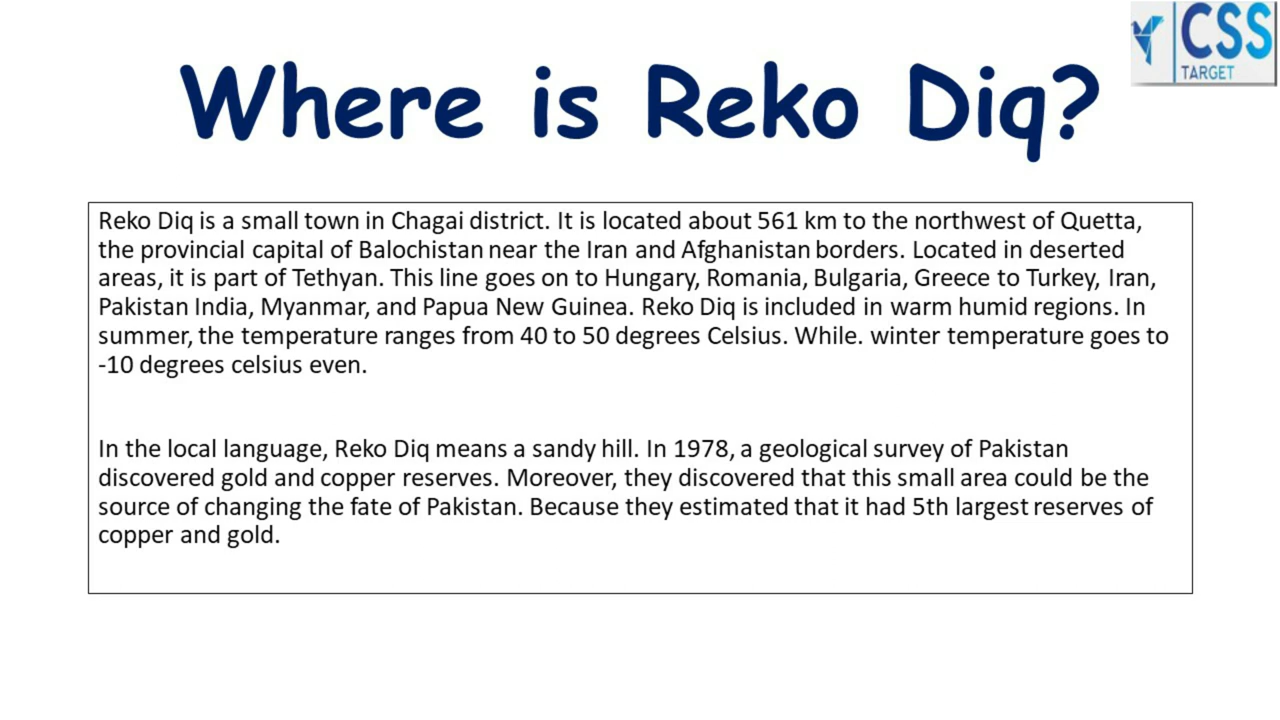 CSS
TARGET
Where is Reko Diq?
Reko Diq is a small town in Chagai district. It is located about 561 km to the northwest of Quetta,
the provincial capital of Balochistan near the Iran and Afghanistan borders. Located in deserted
areas, it is part of Tethyan. This line goes on to Hungary, Romania, Bulgaria, Greece to Turkey, Iran,
Pakistan India, Myanmar, and Papua New Guinea. Reko Diq is included in warm humid regions. In
summer, the temperature ranges from 40 to 50 degrees Celsius. While. winter temperature goes to
-10 degrees celsius even.
In the local language, Reko Diq means a sandy hill. In 1978, a geological survey of Pakistan
discovered gold and copper reserves. Moreover, they discovered that this small area could be the
source of changing the fate of Pakistan. Because they estimated that it had 5th largest reserves of
copper and gold.